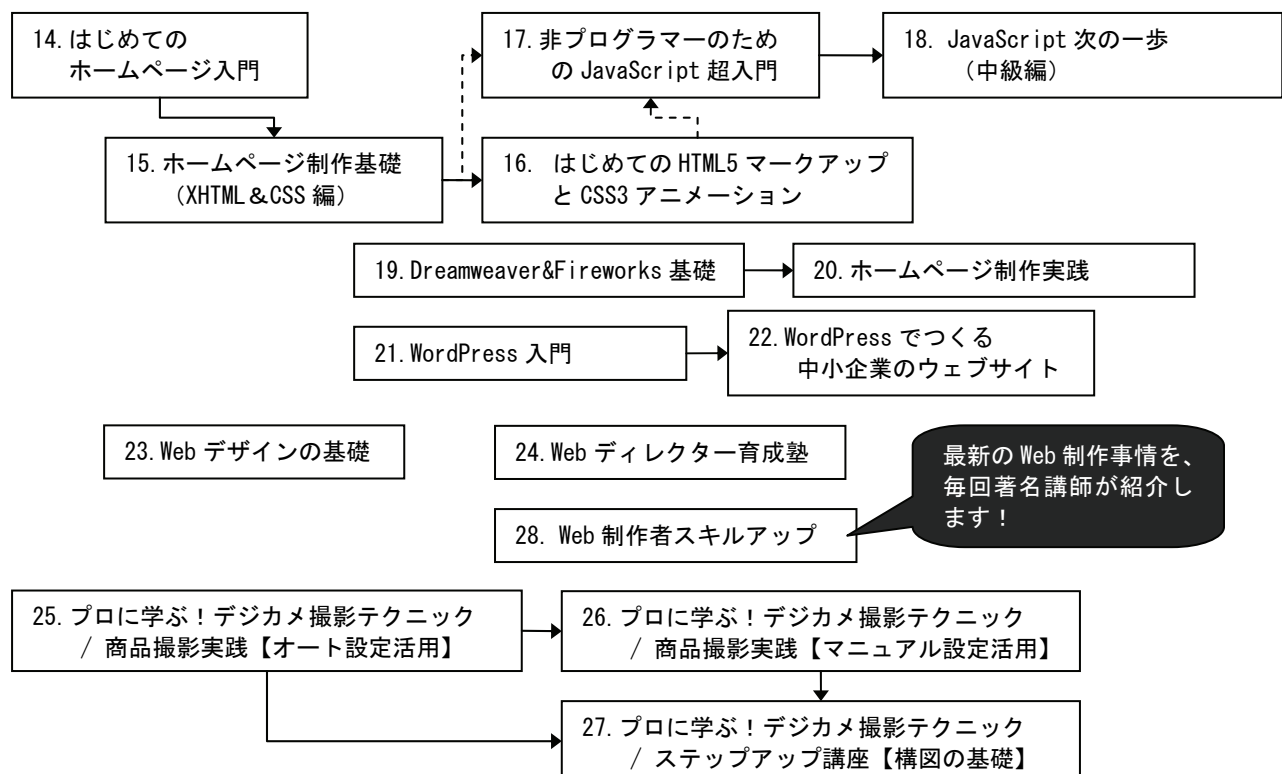 14.はじめての
ホームページ入門
17.非プログラマーのため
の JavaScript 超入門
18. JavaScript 次の一歩
（中級編）
15.ホームページ制作基礎
（XHTML＆CSS 編）
16. はじめての HTML5 マークアップ
と CSS3 アニメーション
19.Dreamweaver&Fireworks 基礎
20.ホームページ制作実践
21.WordPress 入門
22.WordPress でつくる
中小企業のウェブサイト
23.Web デザインの基礎
24.Web ディレクター育成塾
最新の Web 制作事情を、
毎回著名講師が紹介し
ます！
28. Web 制作者スキルアップ
25.プロに学ぶ！デジカメ撮影テクニック
/ 商品撮影実践【オート設定活用】
26.プロに学ぶ！デジカメ撮影テクニック
/ 商品撮影実践【マニュアル設定活用】
27.プロに学ぶ！デジカメ撮影テクニック
/ ステップアップ講座【構図の基礎】